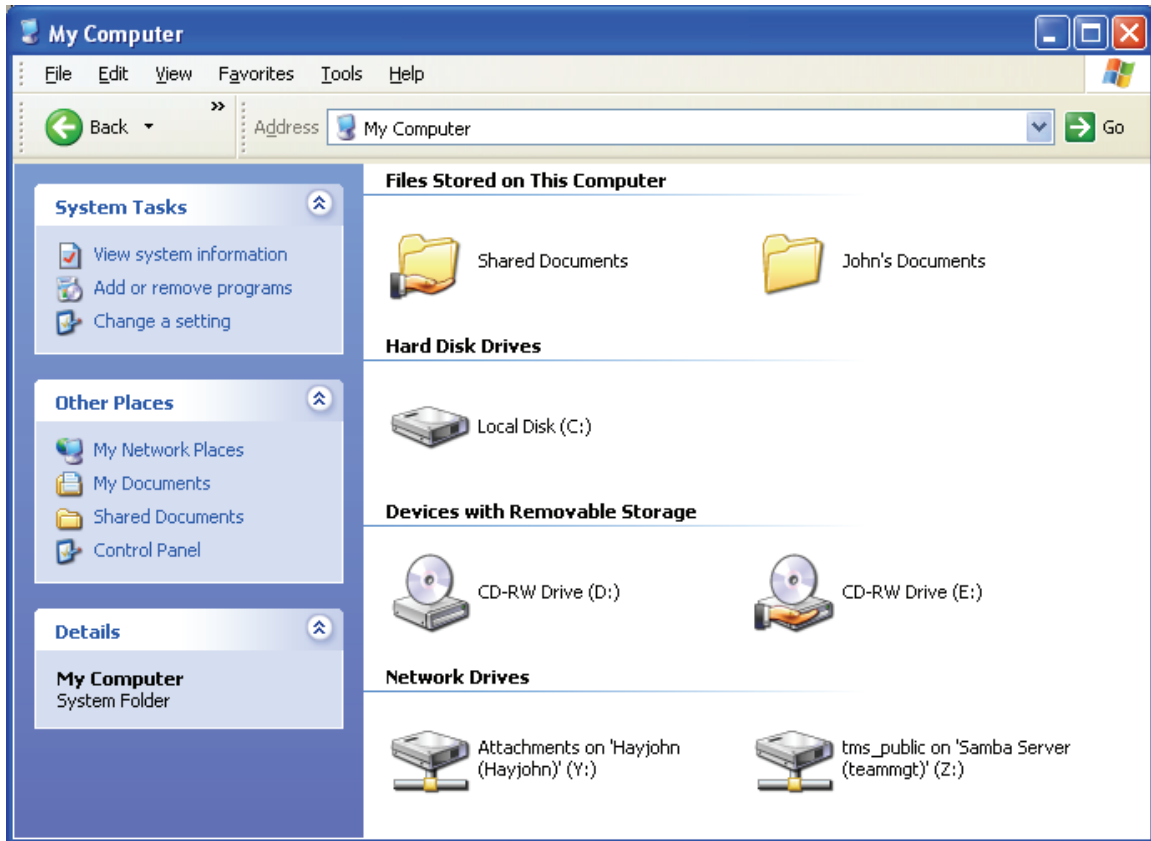 My Computer
File Edit View Favorites Tools Help
Back » Address My Computer Go
System Tasks
View system information
Add or remove programs
Change a setting
Other Places
My Network Places
My Documents
Shared Documents
Control Panel
Details
My Computer
System Folder
Files Stored on This Computer
Shared Documents
John's Documents
Hard Disk Drives
Local Disk (C:)
Devices with Removable Storage
CD-RW Drive (D:)
CD-RW Drive (E:)
Network Drives
Attachments on 'Hayjohn
(Hayjohn)' (Y:)
tms_public on 'Samba Server
(teammgt)' (Z:)